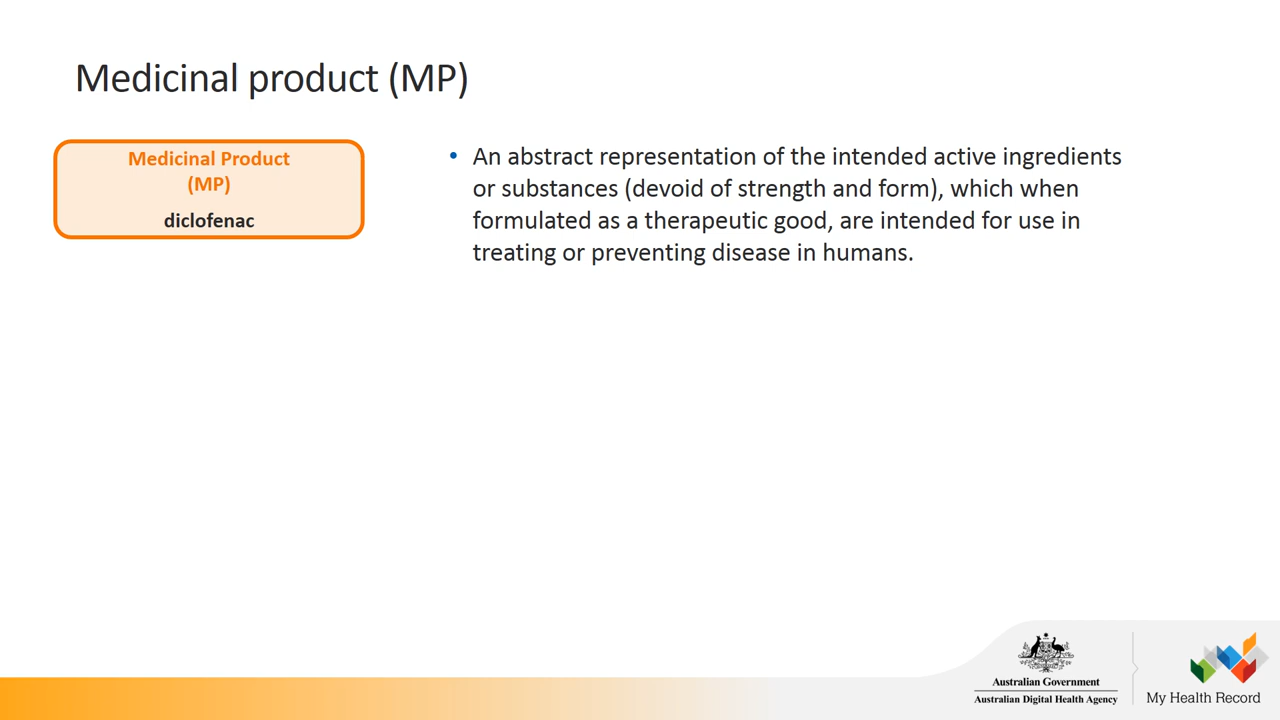 Medicinal product (MP)
Medicinal Product
(MP)
diclofenac
• An abstract representation of the intended active ingredients
or substances (devoid of strength and form), which when
formulated as a therapeutic good, are intended for use in
treating or preventing disease in humans.
Australian Government
Australian Digital Health Agency
My Health Record